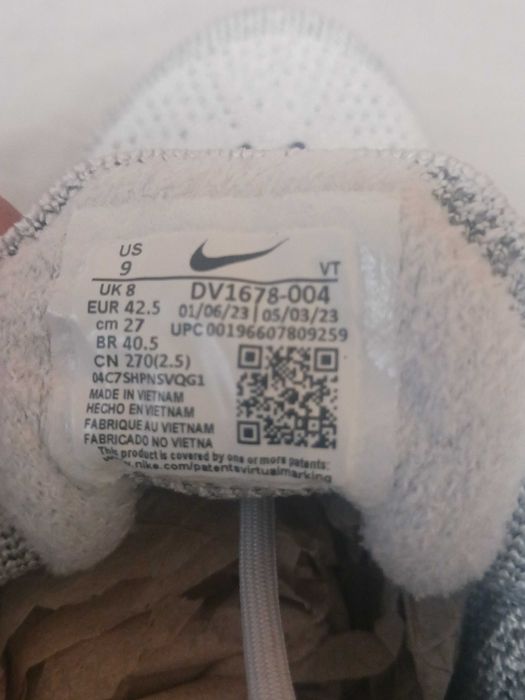 US
9
VT
UK 8
DV1678-004
EUR 42.5
01/06/23 05/03/23
cm 27
UPC 00196607809259
BR 40.5
CN 270(2.5)
04C7SHPNSVQG1
MADE IN VIETNAM
HECHO EN VIETNAM
FABRIQUE AU VIETNAM
FABRICADO NO VIETNA
This product is covered by one or more patents:
www.nike.com/patentsvirtualmarking